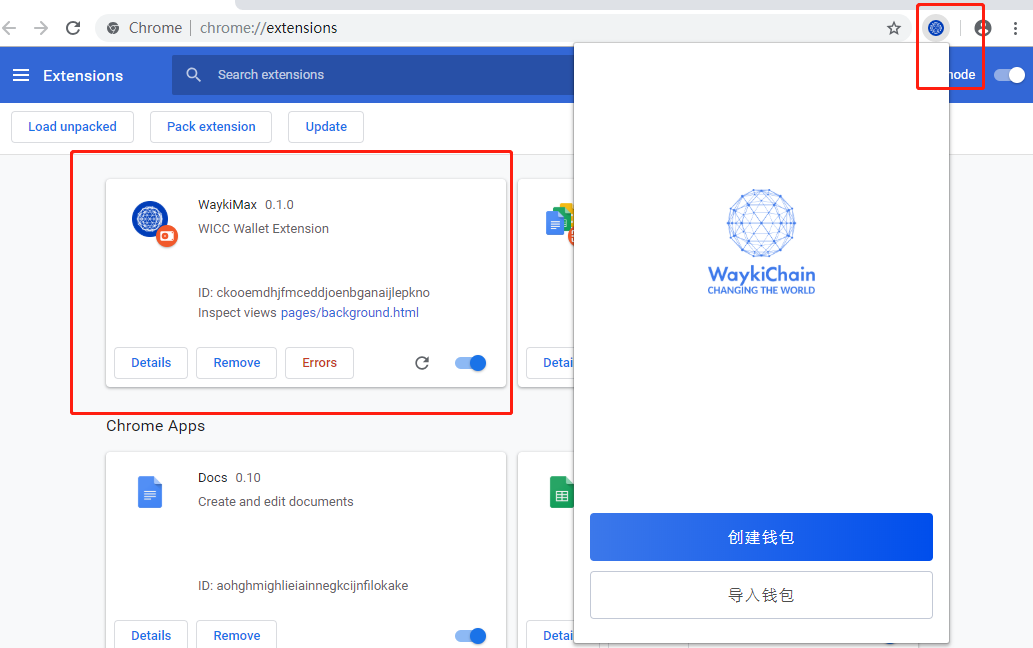 Chrome | chrome://extensions
Extensions
Search extensions
mode
Load unpacked
Pack extension
Update
WaykiMax 0.1.0
WICC Wallet Extension
ID: ckooemdhjfmceddjoenbganaijlepkno
Inspect views pages/background.html
Details
Remove
Errors
Detai
Chrome Apps
Docs 0.10
Create and edit documents
ID: aohghmighlieiainnegkcijnfilokake
Details
Remove
Detai
WaykiChain
CHANGING THE WORLD
创建钱包
导入钱包